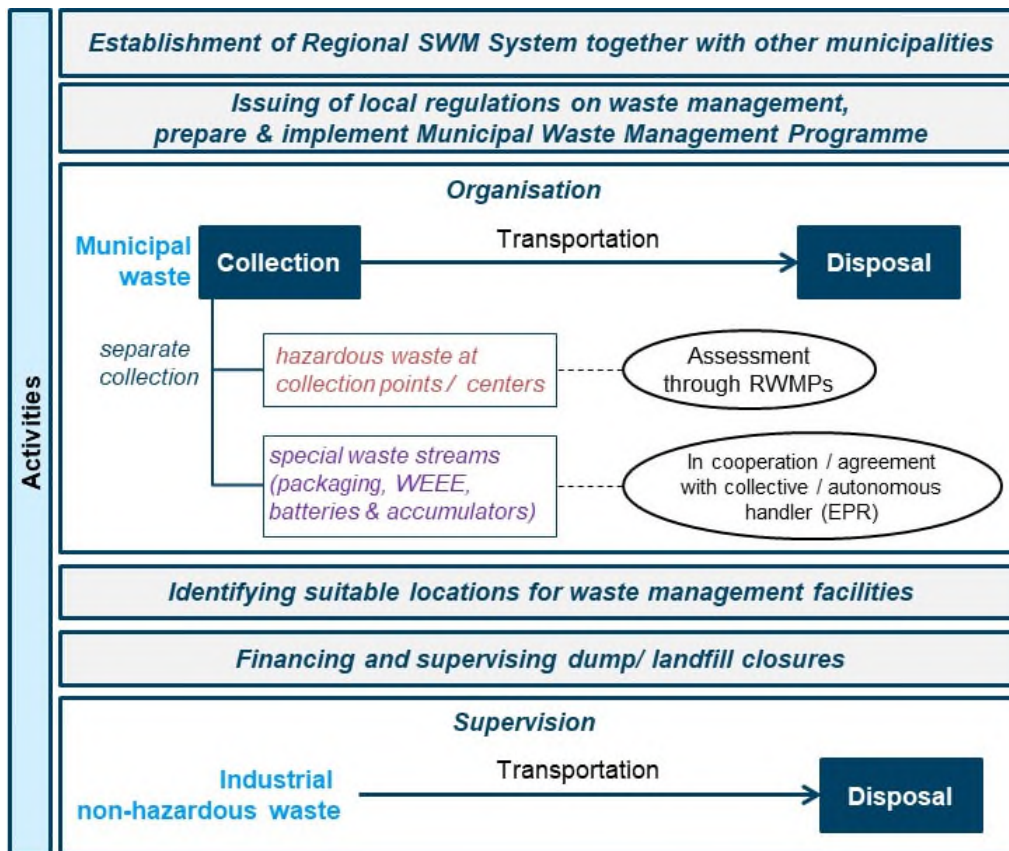 Activities
Establishment of Regional SWM System together with other municipalities
Issuing of local regulations on waste management,
prepare & implement Municipal Waste Management Programme
Organisation
Municipal
waste
Collection
Transportation
Disposal
separate
collection
hazardous waste at
collection points / centers
Assessment
through RWMPs
special waste streams
(packaging, WEEE,
batteries & accumulators)
In cooperation / agreement
with collective / autonomous
handler (EPR)
Identifying suitable locations for waste management facilities
Financing and supervising dump/ landfill closures
Supervision
Industrial
non-hazardous waste
Transportation
Disposal